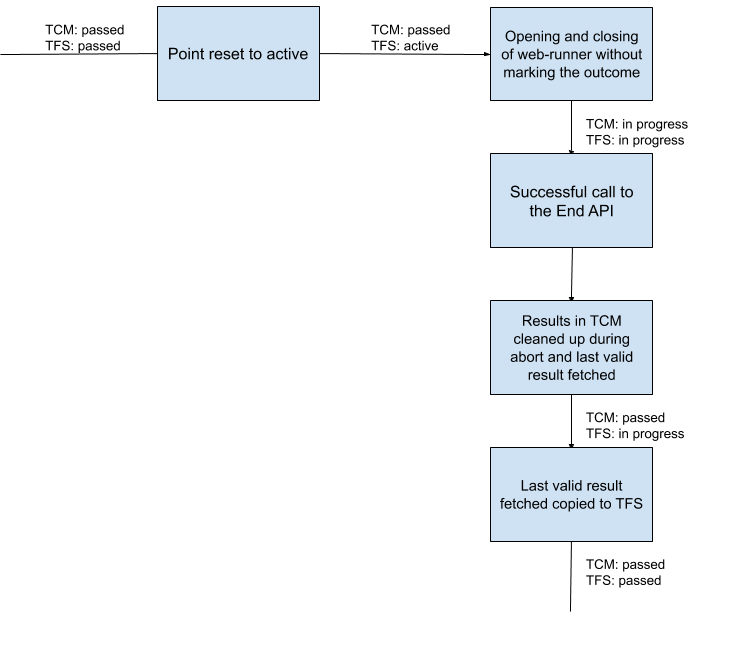 TCM: passed
TFS: passed
Point reset to active
TCM: passed
TFS: active
Opening and closing
of web-runner without
marking the outcome
TCM: in progress
TFS: in progress
Successful call to
the End API
Results in TCM
cleaned up during
abort and last valid
result fetched
TCM: passed
TFS: in progress
Last valid result
fetched copied to TFS
TCM: passed
TFS: passed